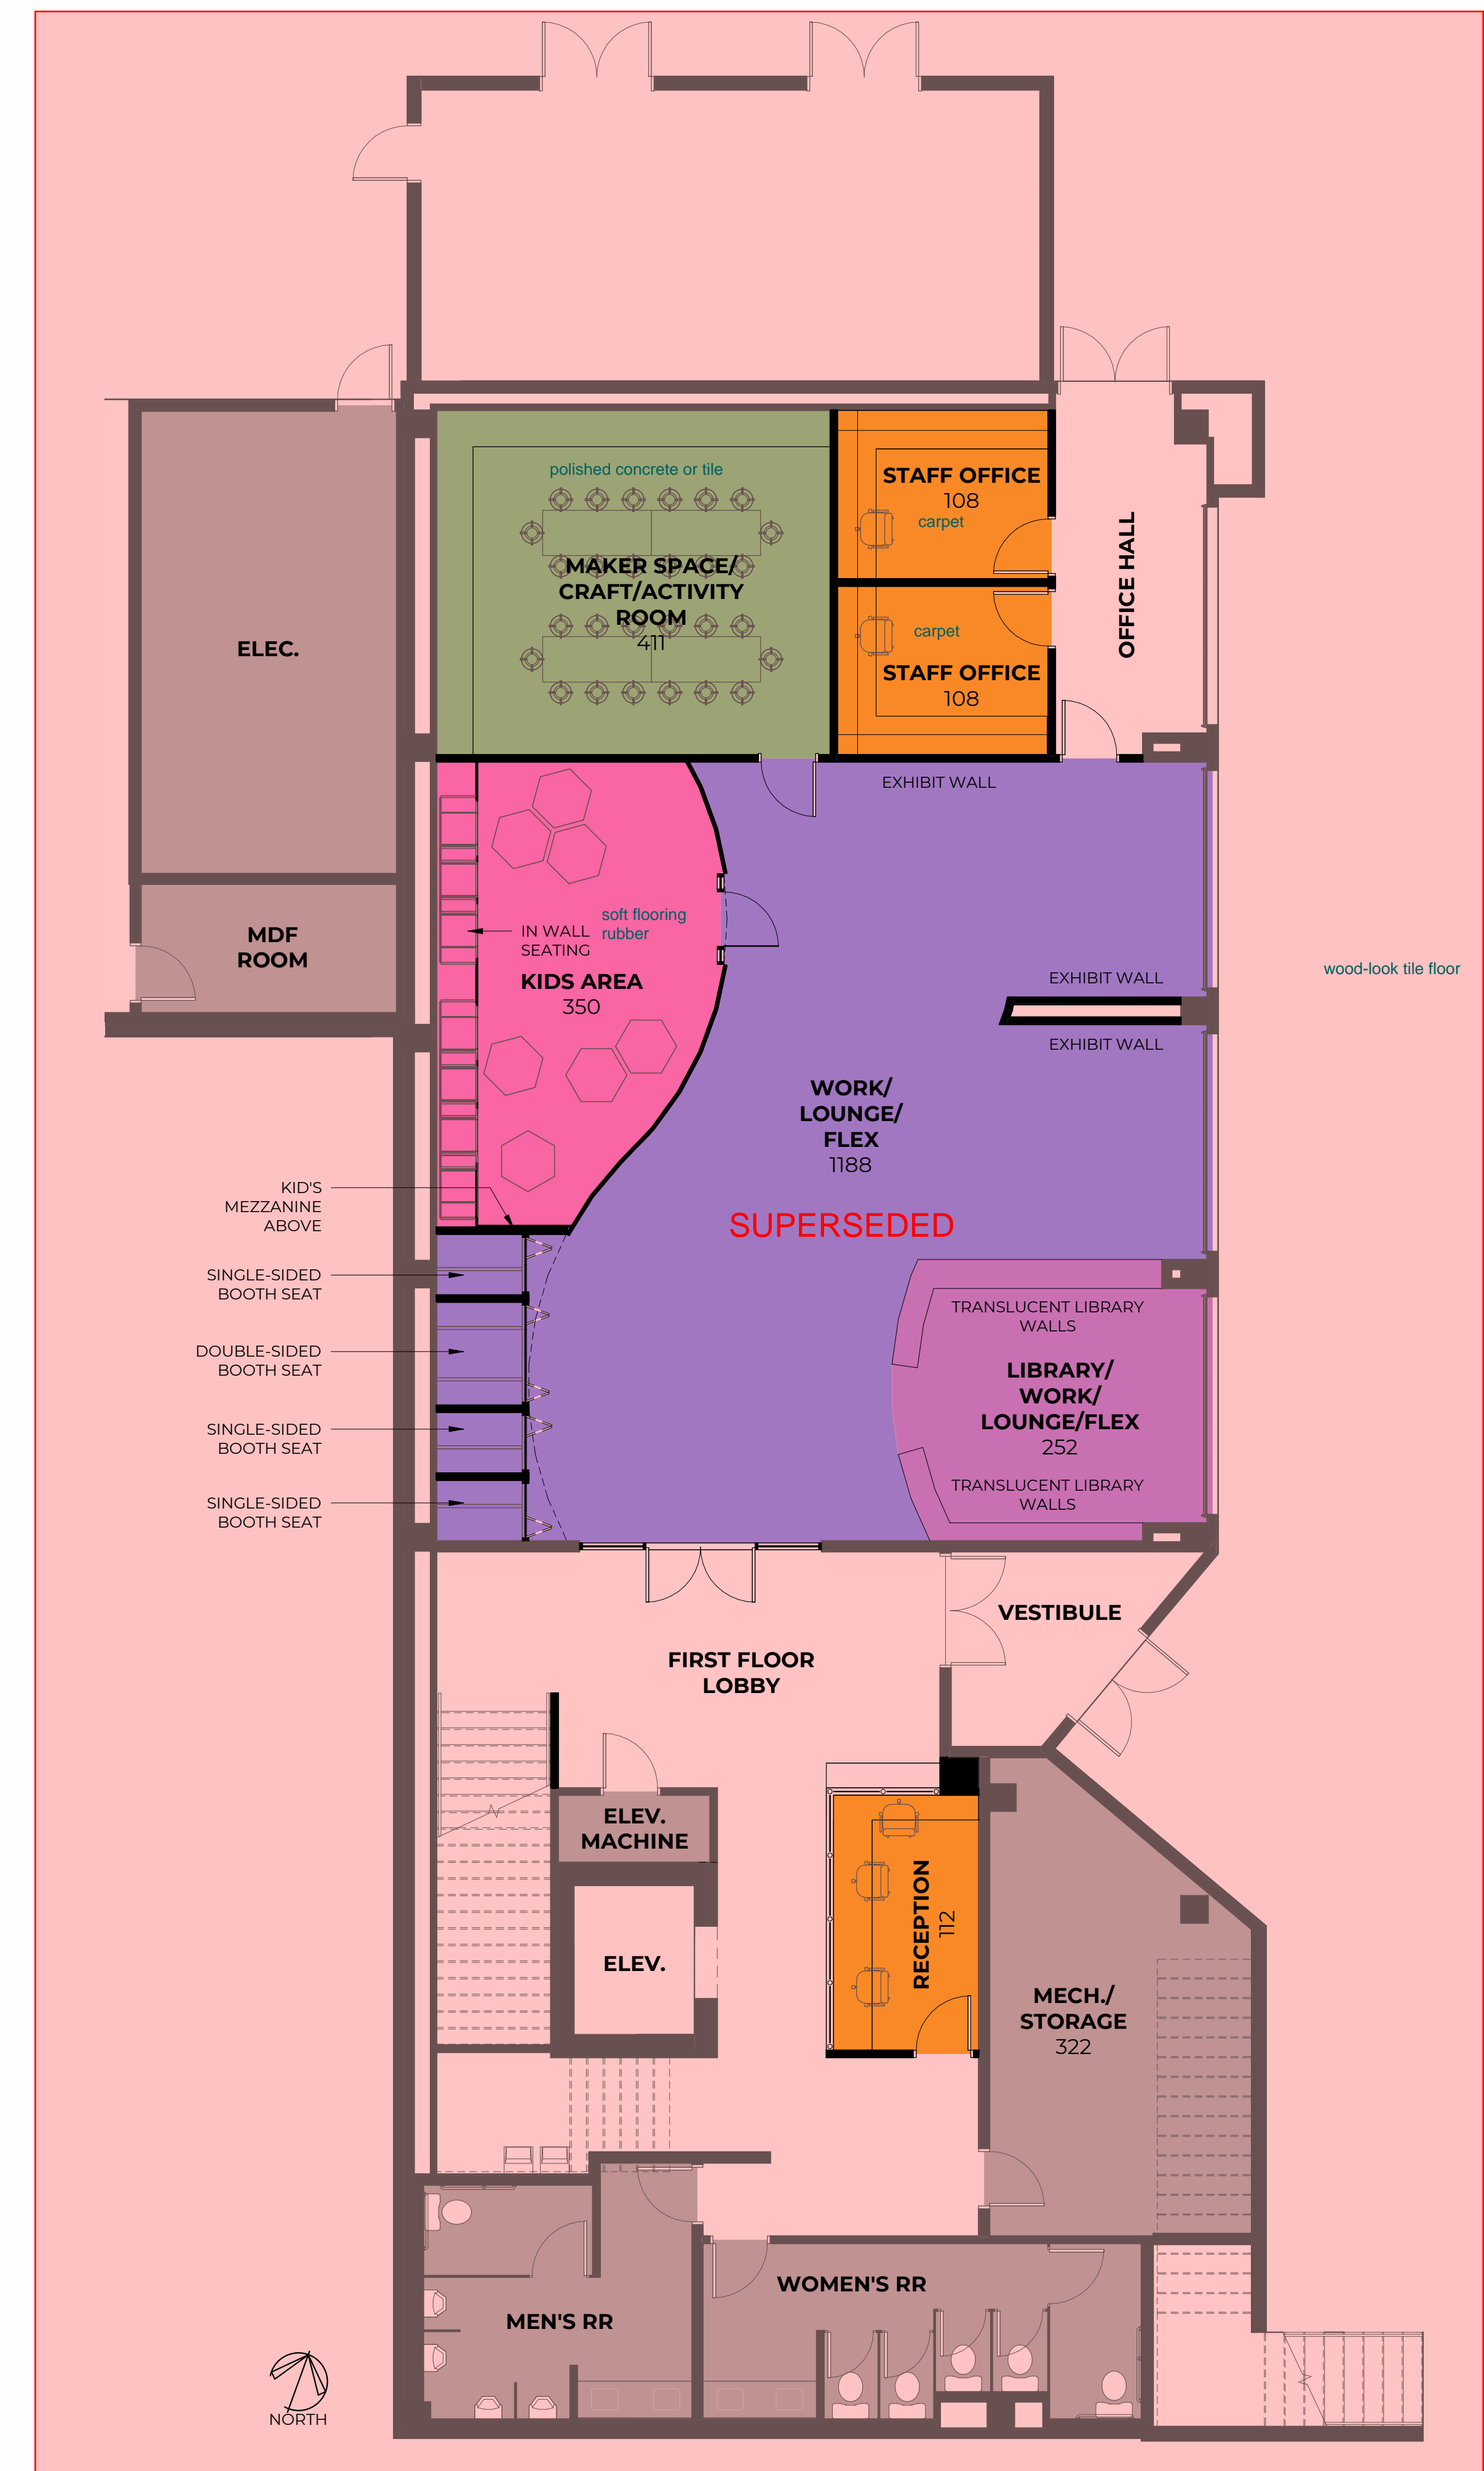 polished concrete or tile
MAKER SPACE/
CRAFT/ACTIVITY
ROOM
411
STAFF OFFICE
108
carpet
carpet
STAFF OFFICE
108
OFFICE HALL
ELEC.
MDF
ROOM
EXHIBIT WALL
soft flooring
rubber
IN WALL
SEATING
KIDS AREA
350
wood-look tile floor
EXHIBIT WALL
EXHIBIT WALL
WORK/
LOUNGE/
FLEX
1188
SUPERSEDED
KID'S
MEZZANINE
ABOVE
SINGLE-SIDED
BOOTH SEAT
DOUBLE-SIDED
BOOTH SEAT
SINGLE-SIDED
BOOTH SEAT
SINGLE-SIDED
BOOTH SEAT
TRANSLUCENT LIBRARY
WALLS
LIBRARY/
WORK/
LOUNGE/FLEX
252
TRANSLUCENT LIBRARY
WALLS
VESTIBULE
FIRST FLOOR
LOBBY
ELEV.
MACHINE
ELEV.
RECEPTION
112
MECH./
STORAGE
322
WOMEN'S RR
MEN'S RR
NORTH